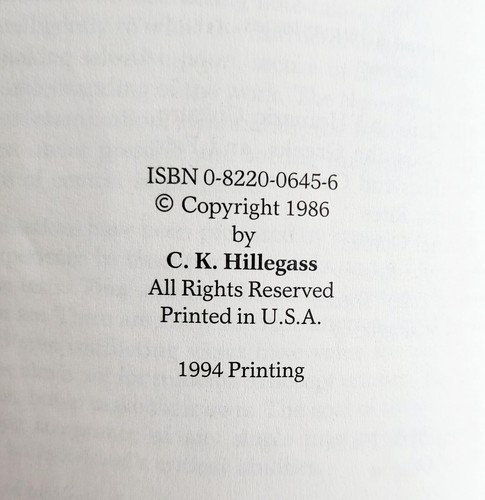 ISBN 0-8220-0645-6
© Copyright 1986
by
C. K. Hillegass
All Rights Reserved
Printed in U.S.A.
1994 Printing